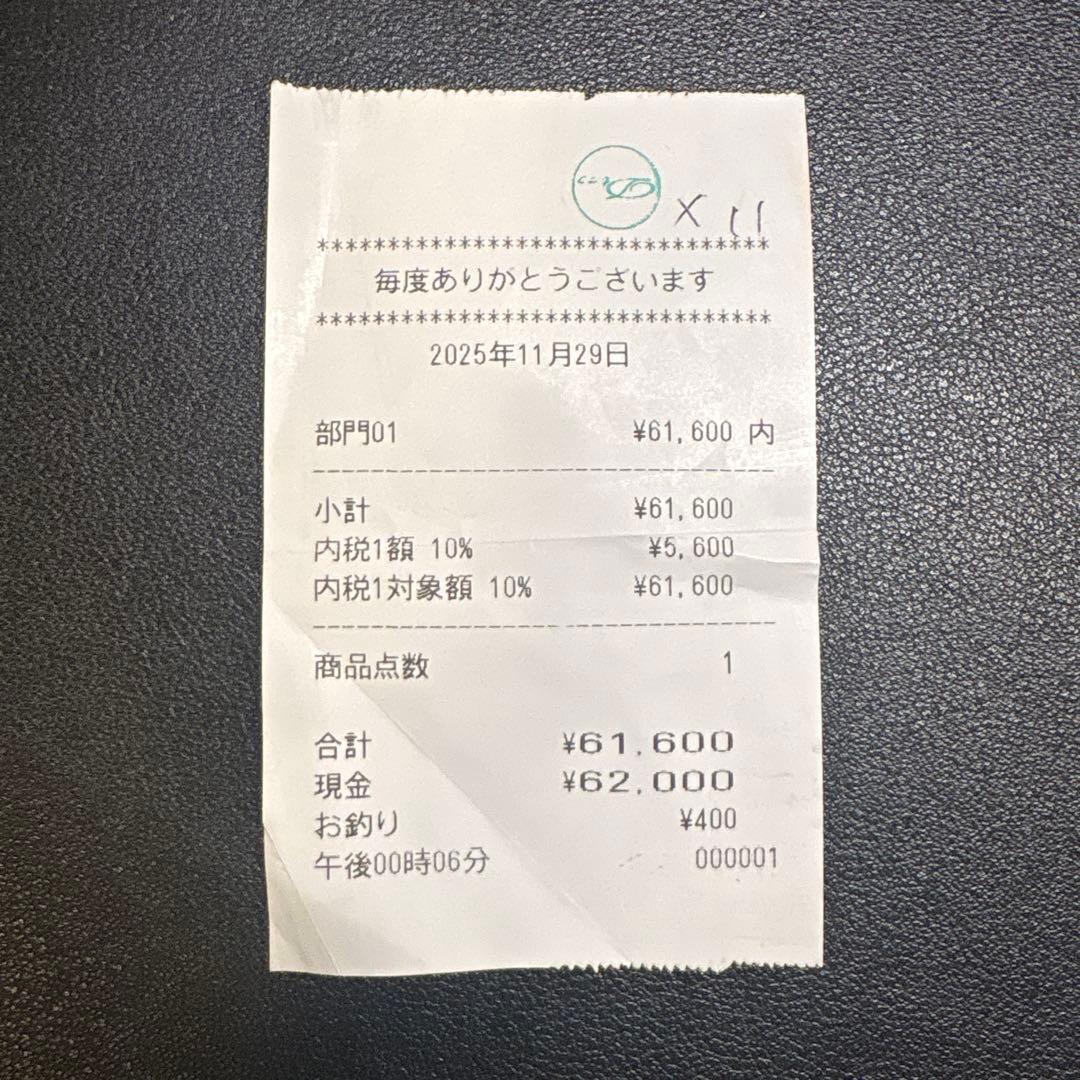 × 11
********************************
毎度ありがとうございます
********************************
2025年11月29日
部門01 ¥61,600 内
--------------------------------
小計 ¥61,600
内税1額 10% ¥5,600
内税1対象額 10% ¥61,600
--------------------------------
商品点数 1
合計 ¥61,600
現金 ¥62,000
お釣り ¥400
午後00時06分 000001